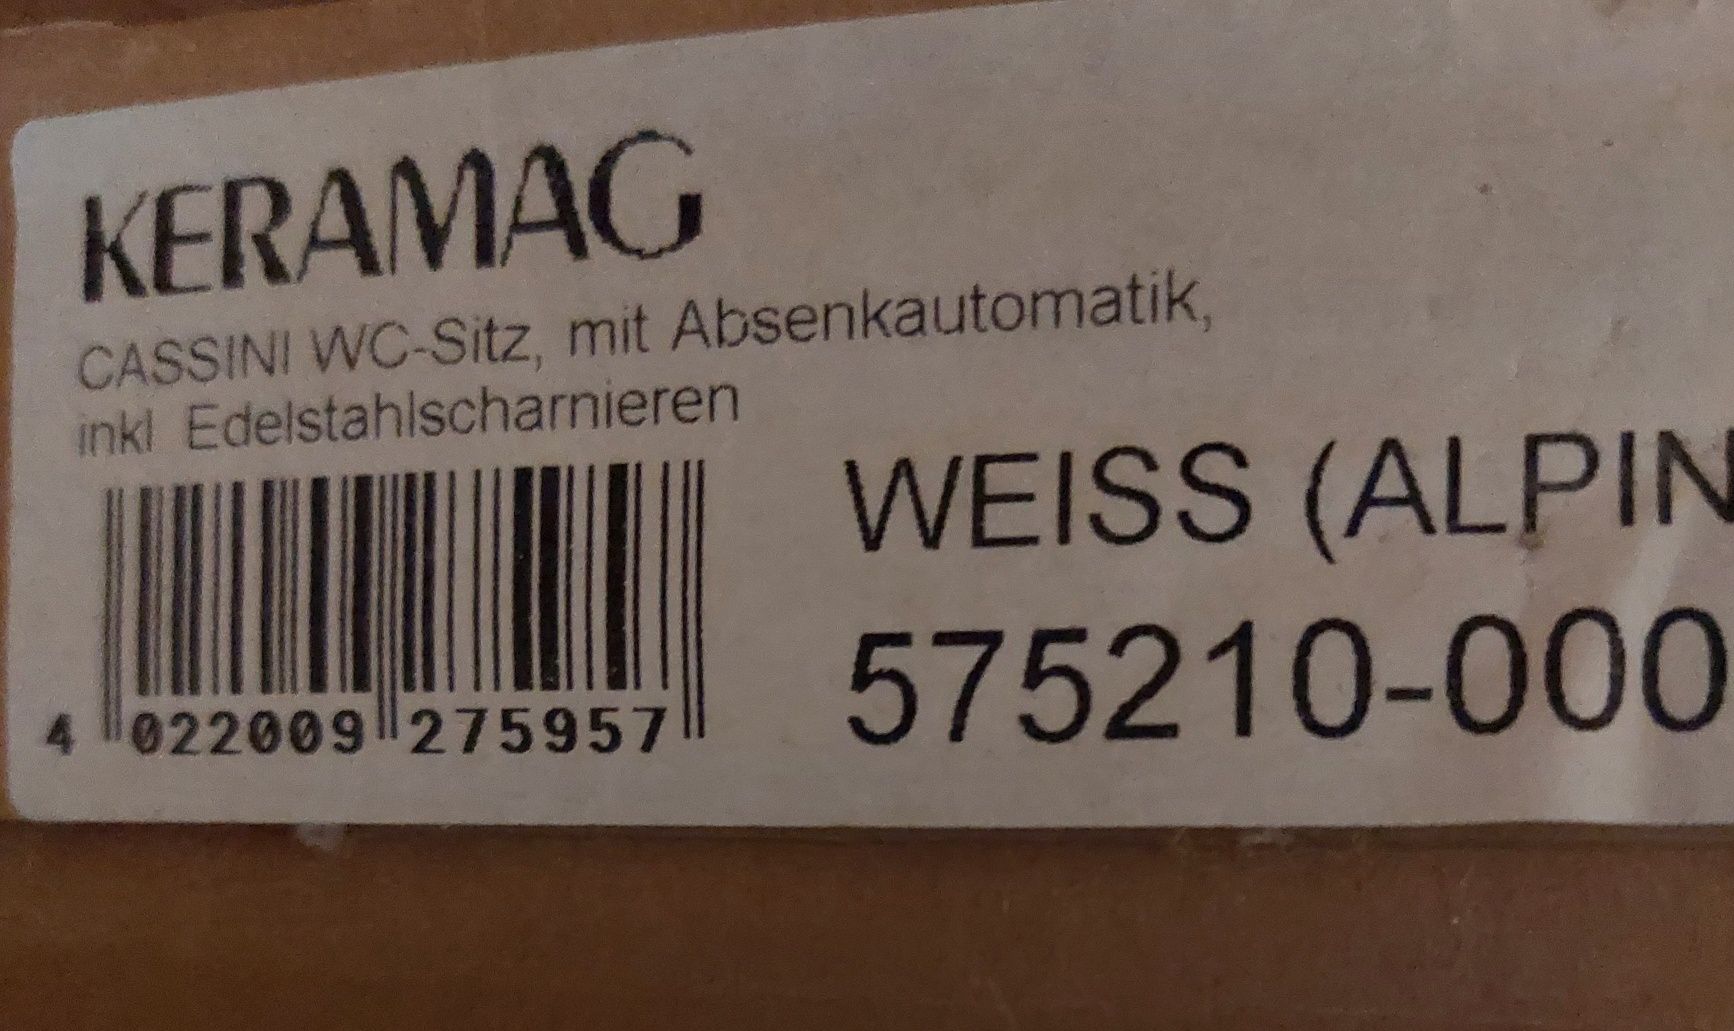 KERAMAG
CASSINI WC-Sitz, mit Absenkautomatik,
inkl Edelstahlscharnieren
WEISS (ALPIN
575210-000
4 022009 275957